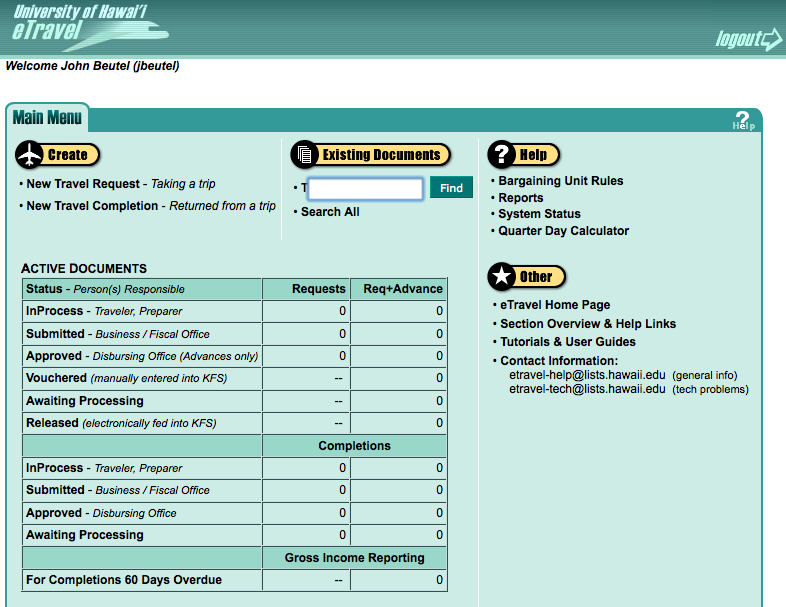 University of Hawai'i
eTravel
logout
Welcome John Beutel (jbeutel)
Main Menu
? Help
Create
• New Travel Request - Taking a trip
• New Travel Completion - Returned from a trip
Existing Documents
• T
Find
• Search All
? Help
• Bargaining Unit Rules
• Reports
• System Status
• Quarter Day Calculator
Other
• eTravel Home Page
• Section Overview & Help Links
• Tutorials & User Guides
• Contact Information:
etravel-help@lists.hawaii.edu (general info)
etravel-tech@lists.hawaii.edu (tech problems)
ACTIVE DOCUMENTS
Status - Person(s) Responsible Requests Req+Advance
InProcess - Traveler, Preparer 0 0
Submitted - Business / Fiscal Office 0 0
Approved - Disbursing Office (Advances only) 0 0
Vouchered (manually entered into KFS) -- 0
Awaiting Processing -- 0
Released (electronically fed into KFS) -- 0
Completions
InProcess - Traveler, Preparer 0 0
Submitted - Business / Fiscal Office 0 0
Approved - Disbursing Office 0 0
Awaiting Processing 0 0
Gross Income Reporting
For Completions 60 Days Overdue -- 0